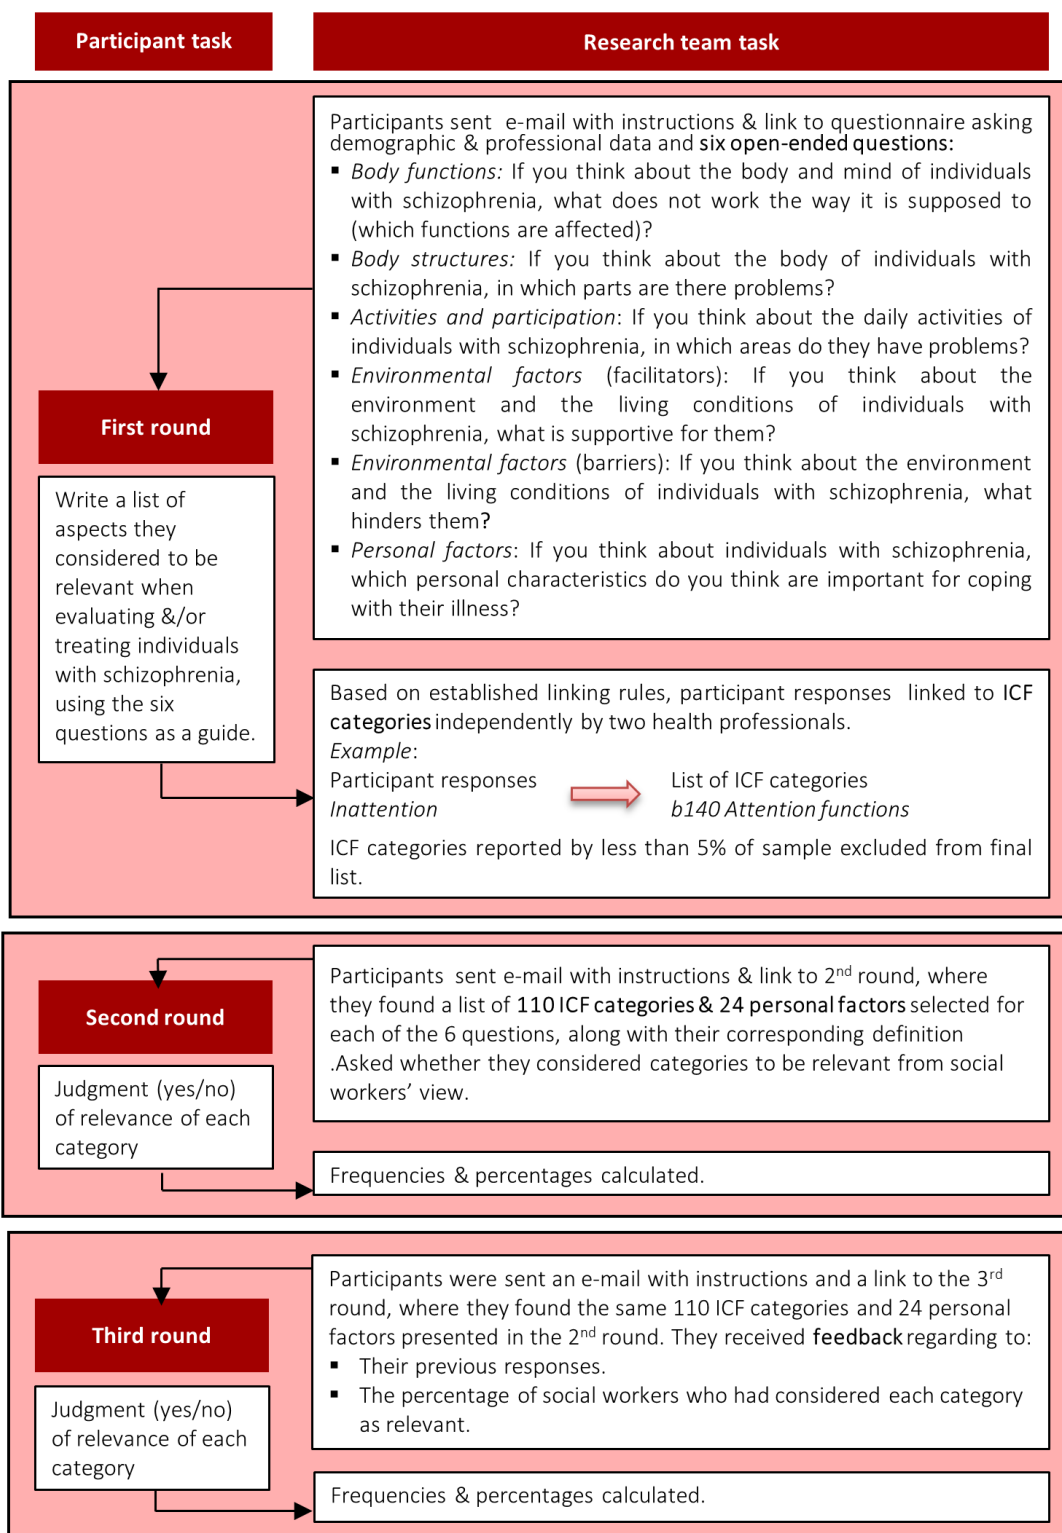 Participant task
Research team task
Participants sent e-mail with instructions & link to questionnaire asking
demographic & professional data and six open-ended questions:
▪ Body functions: If you think about the body and mind of individuals
with schizophrenia, what does not work the way it is supposed to
(which functions are affected)?
▪ Body structures: If you think about the body of individuals with
schizophrenia, in which parts are there problems?
▪ Activities and participation: If you think about the daily activities of
individuals with schizophrenia, in which areas do they have problems?
▪ Environmental factors (facilitators): If you think about the
environment and the living conditions of individuals with
schizophrenia, what is supportive for them?
▪ Environmental factors (barriers): If you think about the environment
and the living conditions of individuals with schizophrenia, what
hinders them?
▪ Personal factors: If you think about individuals with schizophrenia,
which personal characteristics do you think are important for coping
with their illness?
First round
Write a list of
aspects they
considered to be
relevant when
evaluating &/or
treating individuals
with schizophrenia,
using the six
questions as a guide.
Based on established linking rules, participant responses linked to ICF
categories independently by two health professionals.
Example:
Participant responses List of ICF categories
Inattention b140 Attention functions
ICF categories reported by less than 5% of sample excluded from final
list.
Second round
Judgment (yes/no)
of relevance of each
category
Participants sent e-mail with instructions & link to 2nd round, where
they found a list of 110 ICF categories & 24 personal factors selected for
each of the 6 questions, along with their corresponding definition
.Asked whether they considered categories to be relevant from social
workers' view.
Frequencies & percentages calculated.
Third round
Judgment (yes/no)
of relevance of each
category
Participants were sent an e-mail with instructions and a link to the 3rd
round, where they found the same 110 ICF categories and 24 personal
factors presented in the 2nd round. They received feedback regarding to:
▪ Their previous responses.
▪ The percentage of social workers who had considered each category
as relevant.
Frequencies & percentages calculated.